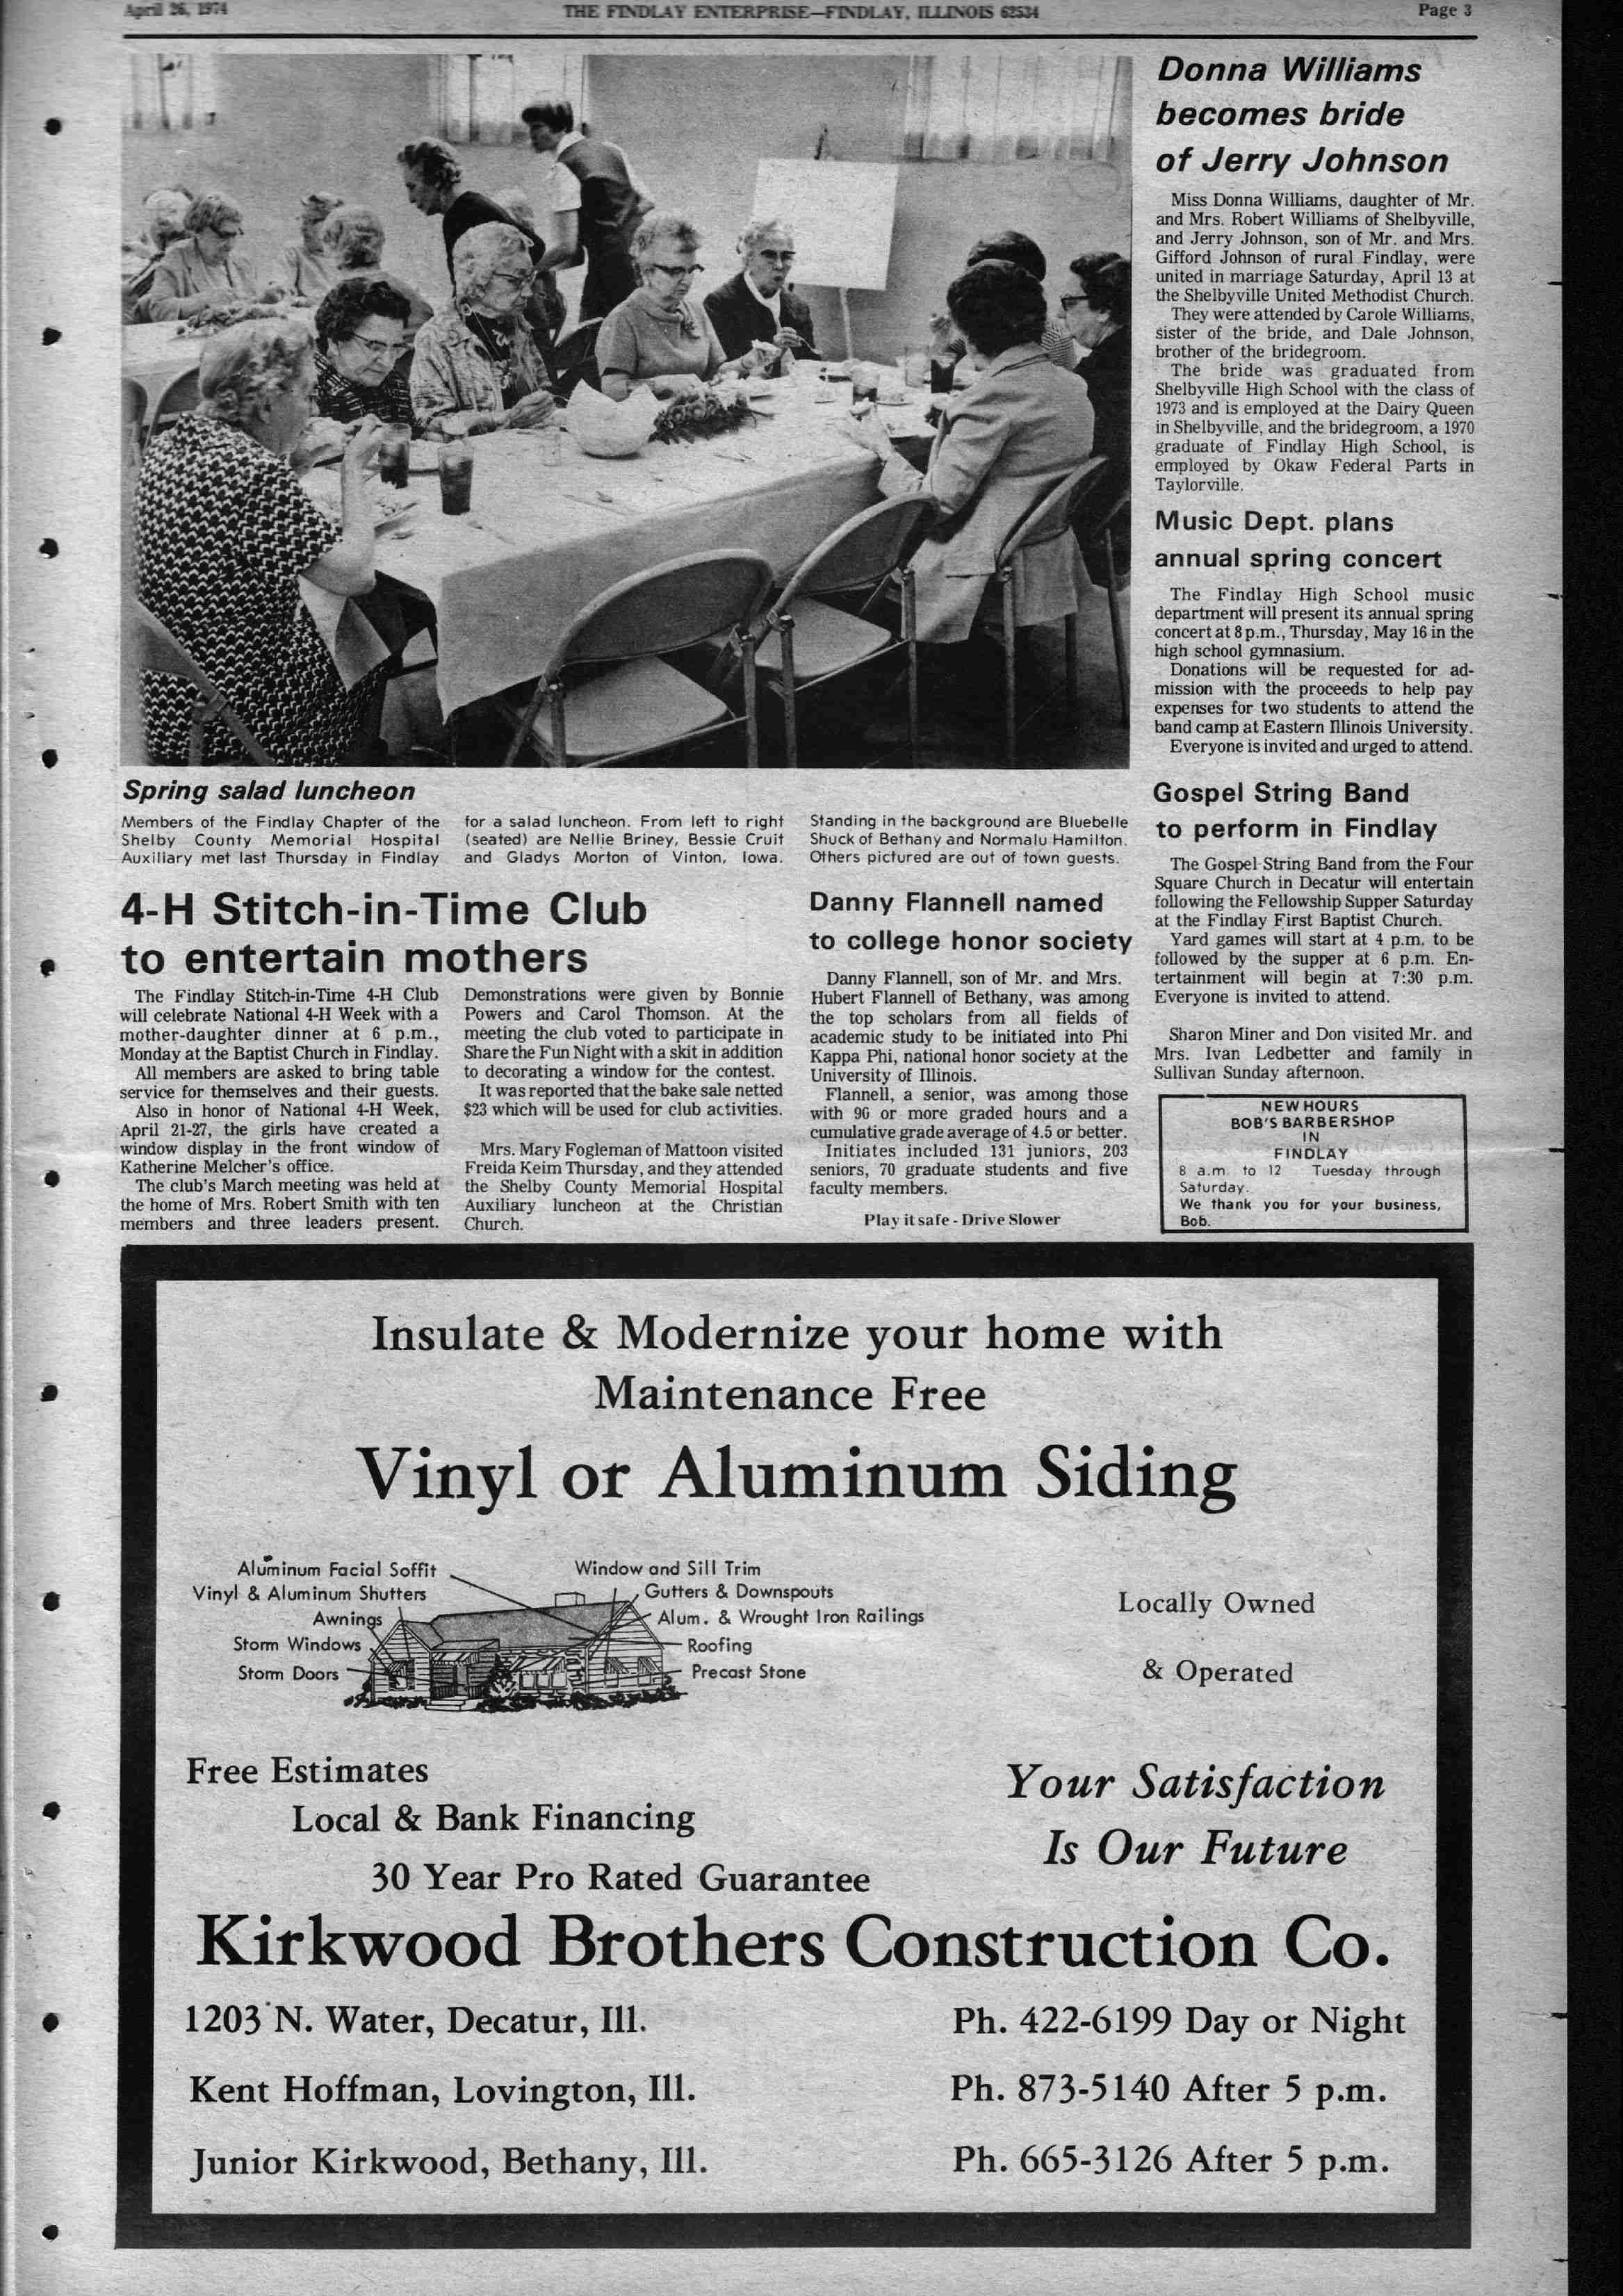 April 26, 1974
THE FINDLAY ENTERPRISE—FINDLAY, ILLINOIS 62534
Page 3
Spring salad luncheon
Members of the Findlay Chapter of the
Shelby County Memorial Hospital
Auxiliary met last Thursday in Findlay
for a salad luncheon. From left to right
(seated) are Nellie Briney, Bessie Cruit
and Gladys Morton of Vinton, Iowa.
Standing in the background are Bluebelle
Shuck of Bethany and Normalu Hamilton.
Others pictured are out of town guests.
4-H Stitch-in-Time Club
to entertain mothers
The Findlay Stitch-in-Time 4-H Club
will celebrate National 4-H Week with a
mother-daughter dinner at 6 p.m.,
Monday at the Baptist Church in Findlay.
All members are asked to bring table
service for themselves and their guests.
Also in honor of National 4-H Week,
April 21-27, the girls have created a
window display in the front window of
Katherine Melcher's office.
The club's March meeting was held at
the home of Mrs. Robert Smith with ten
members and three leaders present.
Demonstrations were given by Bonnie
Powers and Carol Thomson. At the
meeting the club voted to participate in
Share the Fun Night with a skit in addition
to decorating a window for the contest.
It was reported that the bake sale netted
$23 which will be used for club activities.
Mrs. Mary Fogleman of Mattoon visited
Freida Keim Thursday, and they attended
the Shelby County Memorial Hospital
Auxiliary luncheon at the Christian
Church.
Danny Flannell named
to college honor society
Danny Flannell, son of Mr. and Mrs.
Hubert Flannell of Bethany, was among
the top scholars from all fields of
academic study to be initiated into Phi
Kappa Phi, national honor society at the
University of Illinois.
Flannell, a senior, was among those
with 90 or more graded hours and a
cumulative grade average of 4.5 or better.
Initiates included 131 juniors, 203
seniors, 70 graduate students and five
faculty members.
Play it safe - Drive Slower
Donna Williams
becomes bride
of Jerry Johnson
Miss Donna Williams, daughter of Mr.
and Mrs. Robert Williams of Shelbyville,
and Jerry Johnson, son of Mr. and Mrs.
Gifford Johnson of rural Findlay, were
united in marriage Saturday, April 13 at
the Shelbyville United Methodist Church.
They were attended by Carole Williams,
sister of the bride, and Dale Johnson,
brother of the bridegroom.
The bride was graduated from
Shelbyville High School with the class of
1973 and is employed at the Dairy Queen
in Shelbyville, and the bridegroom, a 1970
graduate of Findlay High School, is
employed by Okaw Federal Parts in
Taylorville.
Music Dept. plans
annual spring concert
The Findlay High School music
department will present its annual spring
concert at 8 p.m., Thursday, May 16 in the
high school gymnasium.
Donations will be requested for ad-
mission with the proceeds to help pay
expenses for two students to attend the
band camp at Eastern Illinois University.
Everyone is invited and urged to attend.
Gospel String Band
to perform in Findlay
The Gospel String Band from the Four
Square Church in Decatur will entertain
following the Fellowship Supper Saturday
at the Findlay First Baptist Church.
Yard games will start at 4 p.m. to be
followed by the supper at 6 p.m. En-
tertainment will begin at 7:30 p.m.
Everyone is invited to attend.
Sharon Miner and Don visited Mr. and
Mrs. Ivan Ledbetter and family in
Sullivan Sunday afternoon.
NEW HOURS
BOB'S BARBERSHOP
IN
FINDLAY
8 a.m. to 12 Tuesday through
Saturday.
We thank you for your business,
Bob.
Insulate & Modernize your home with
Maintenance Free
Vinyl or Aluminum Siding
Aluminum Facial Soffit
Vinyl & Aluminum Shutters
Awnings
Storm Windows
Storm Doors
Window and Sill Trim
Gutters & Downspouts
Alum. & Wrought Iron Railings
Roofing
Precast Stone
Locally Owned
& Operated
Free Estimates
Local & Bank Financing
30 Year Pro Rated Guarantee
Your Satisfaction
Is Our Future
Kirkwood Brothers Construction Co.
1203 N. Water, Decatur, Ill.
Ph. 422-6199 Day or Night
Kent Hoffman, Lovington, Ill.
Ph. 873-5140 After 5 p.m.
Junior Kirkwood, Bethany, Ill.
Ph. 665-3126 After 5 p.m.